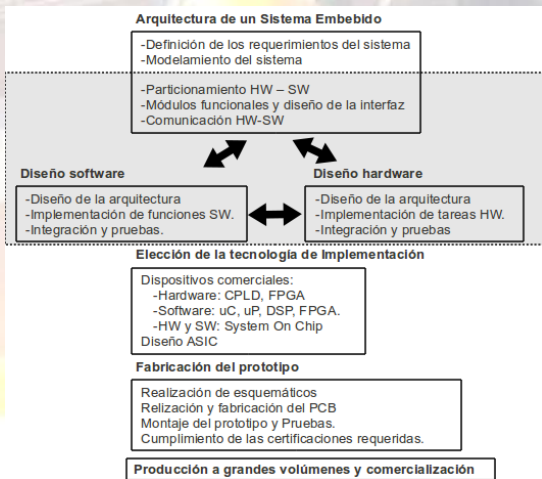 Arquitectura de un Sistema Embebido
-Definición de los requerimientos del sistema
-Modelamiento del sistema
-Particionamiento HW – SW
-Módulos funcionales y diseño de la interfaz
-Comunicación HW-SW
Diseño software
-Diseño de la arquitectura
-Implementación de funciones SW.
-Integración y pruebas.
Diseño hardware
-Diseño de la arquitectura
-Implementación de tareas HW.
-Integración y pruebas
Elección de la tecnología de Implementación
Dispositivos comerciales:
-Hardware: CPLD, FPGA
-Software: uC, uP, DSP, FPGA.
-HW y SW: System On Chip
Diseño ASIC
Fabricación del prototipo
Realización de esquemáticos
Relización y fabricación del PCB
Montaje del prototipo y Pruebas.
Cumplimiento de las certificaciones requeridas.
Producción a grandes volúmenes y comercialización